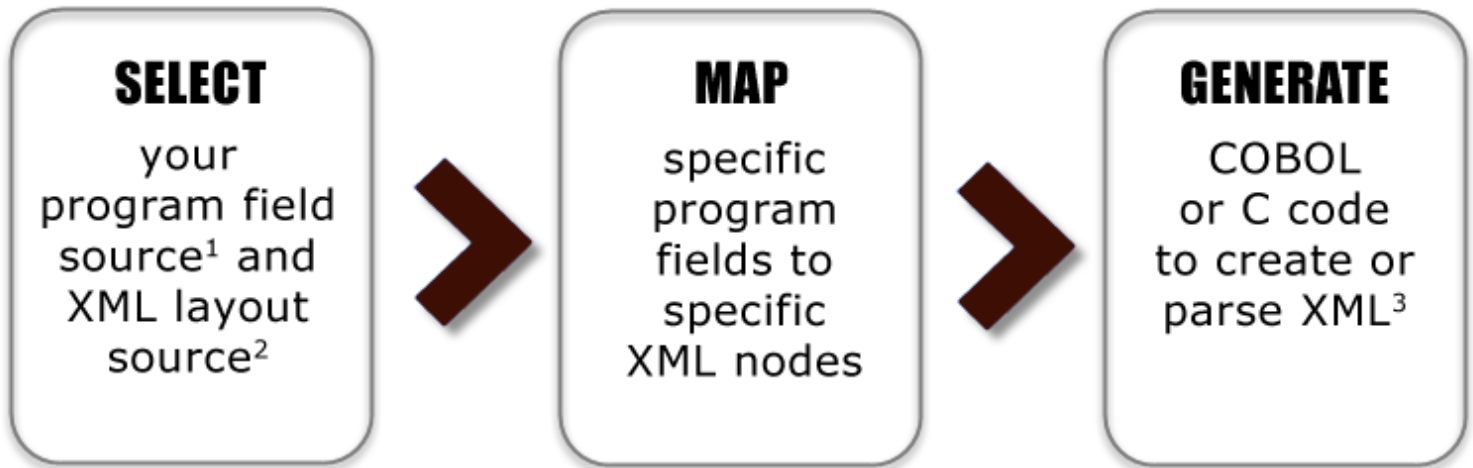 SELECT
your
program field
source¹ and
XML layout
source²
MAP
specific
program
fields to
specific
XML nodes
GENERATE
COBOL
or C code
to create or
parse XML³